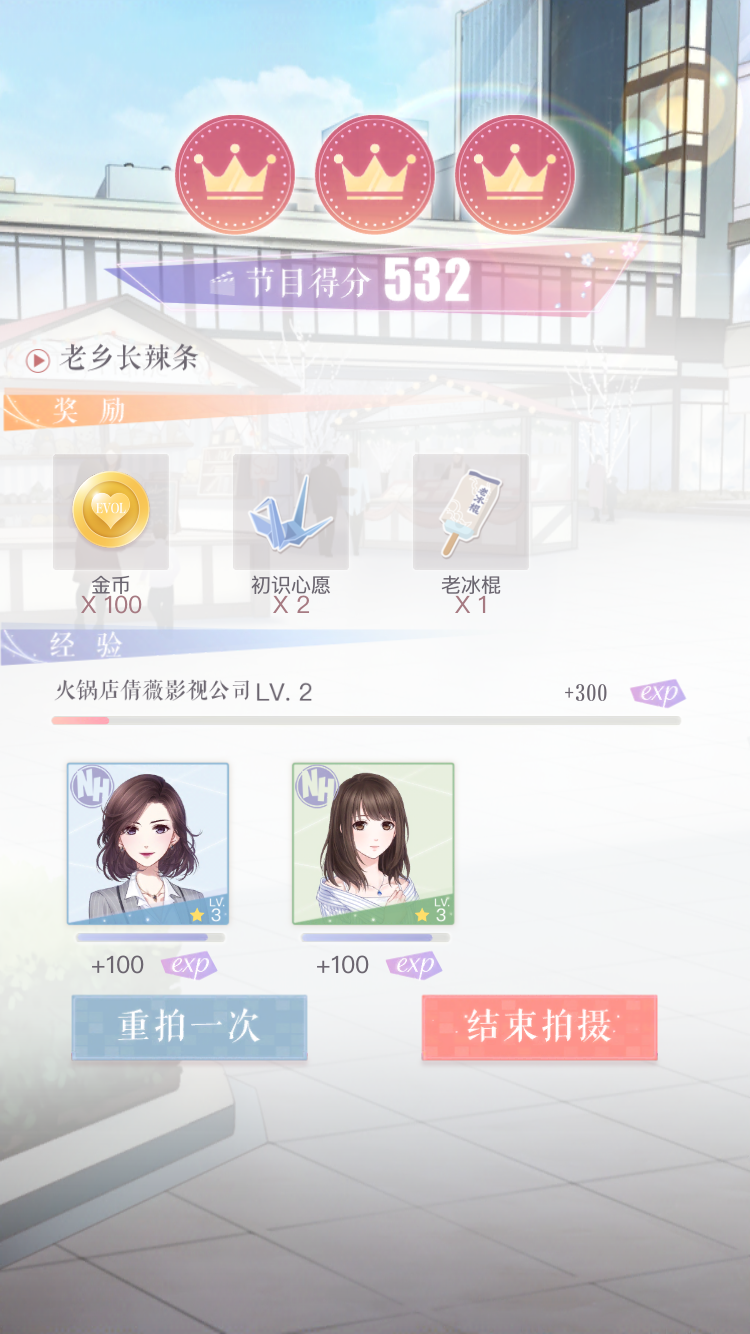 节目得分 532
老乡长辣条
奖励
EVOL
老冰棍
金币
X 100
初识心愿
X 2
老冰棍
X 1
经验
火锅店倩薇影视公司 LV. 2 +300 exp
NH
LV.
3
NH
LV.
3
+100 exp
+100 exp
重拍一次
结束拍摄